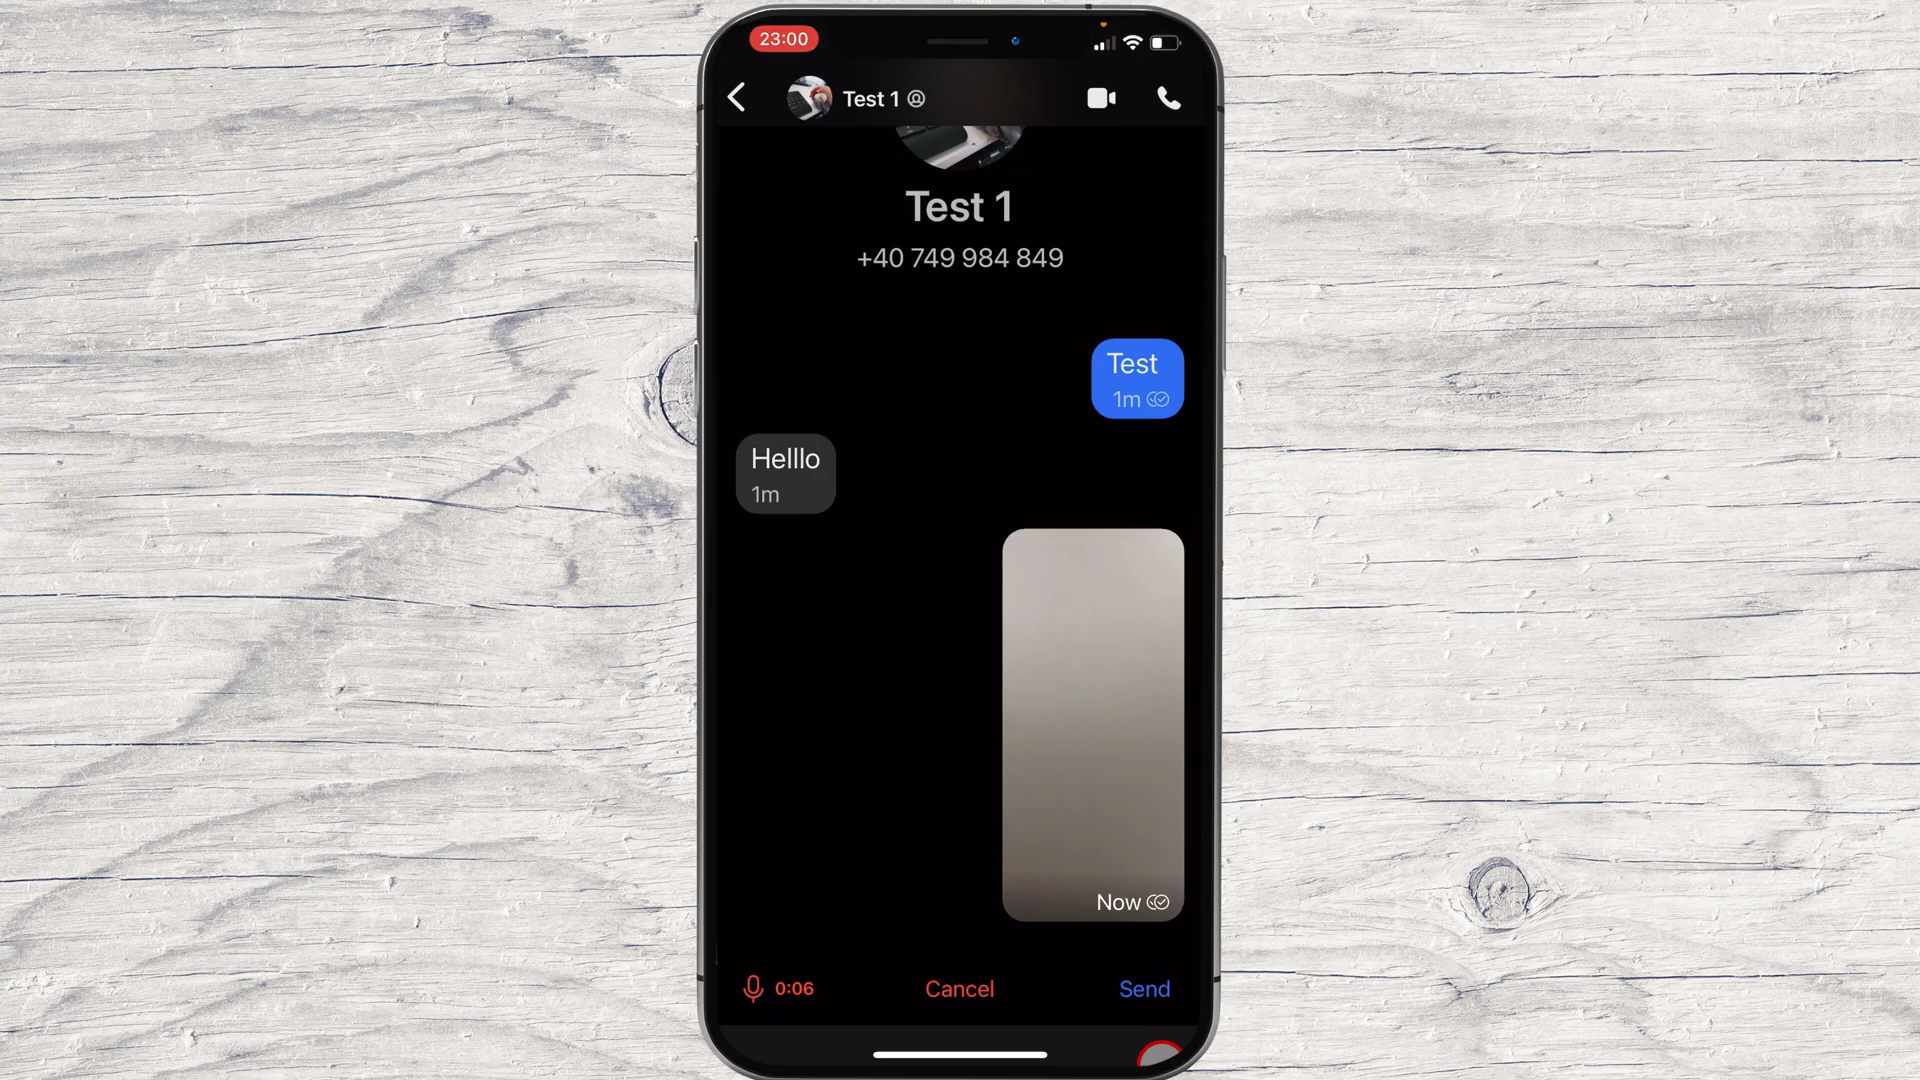 23:00
Test 1
Test 1
+40 749 984 849
Test
1m
Helllo
1m
Now
0:06
Cancel
Send